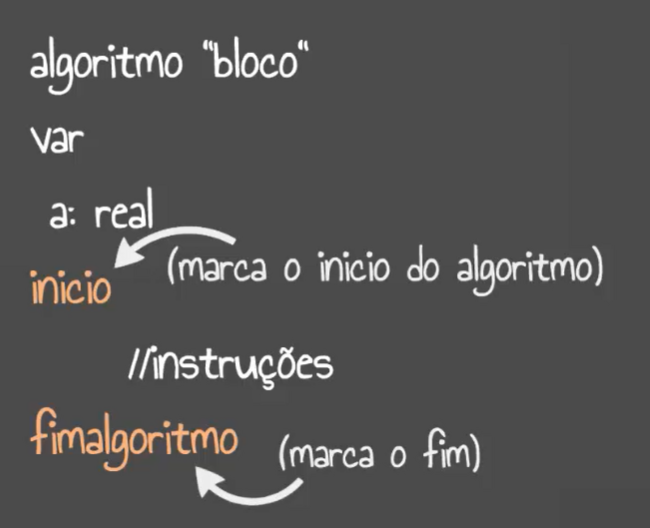 algoritmo "bloco"
var
a: real
inicio (marca o inicio do algoritmo)
//instruções
fimalgoritmo (marca o fim)